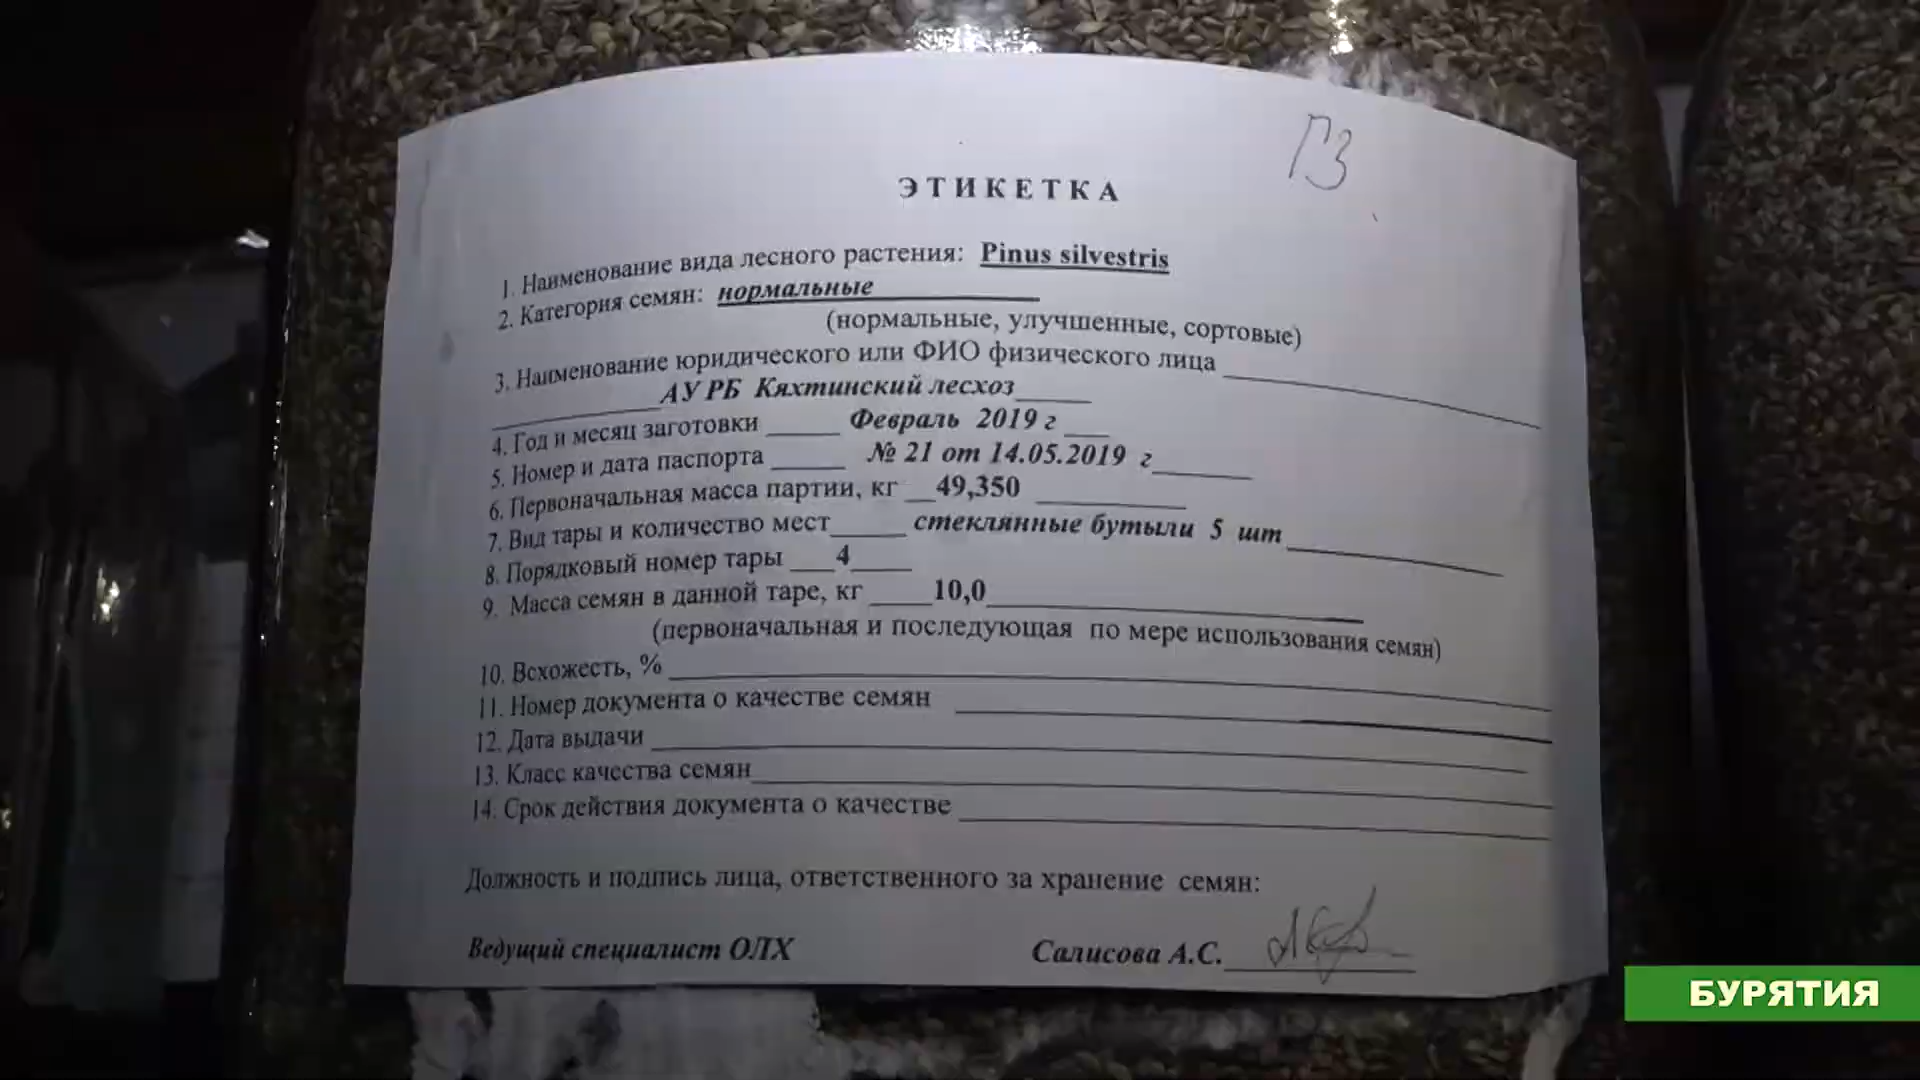 ГЗ
ЭТИКЕТКА
1. Наименование вида лесного растения: Pinus silvestris
2. Категория семян: нормальные
(нормальные, улучшенные, сортовые)
3. Наименование юридического или ФИО физического лица
АУ РБ Кяхтинский лесхоз
4. Год и месяц заготовки Февраль 2019 г
5. Номер и дата паспорта № 21 от 14.05.2019 г
6. Первоначальная масса партии, кг 49,350
7. Вид тары и количество мест стеклянные бутыли 5 шт
8. Порядковый номер тары 4
9. Масса семян в данной таре, кг 10,0
(первоначальная и последующая по мере использования семян)
10. Всхожесть, %
11. Номер документа о качестве семян
12. Дата выдачи
13. Класс качества семян
14. Срок действия документа о качестве
Должность и подпись лица, ответственного за хранение семян:
Ведущий специалист ОЛХ Салисова А.С.
БУРЯТИЯ